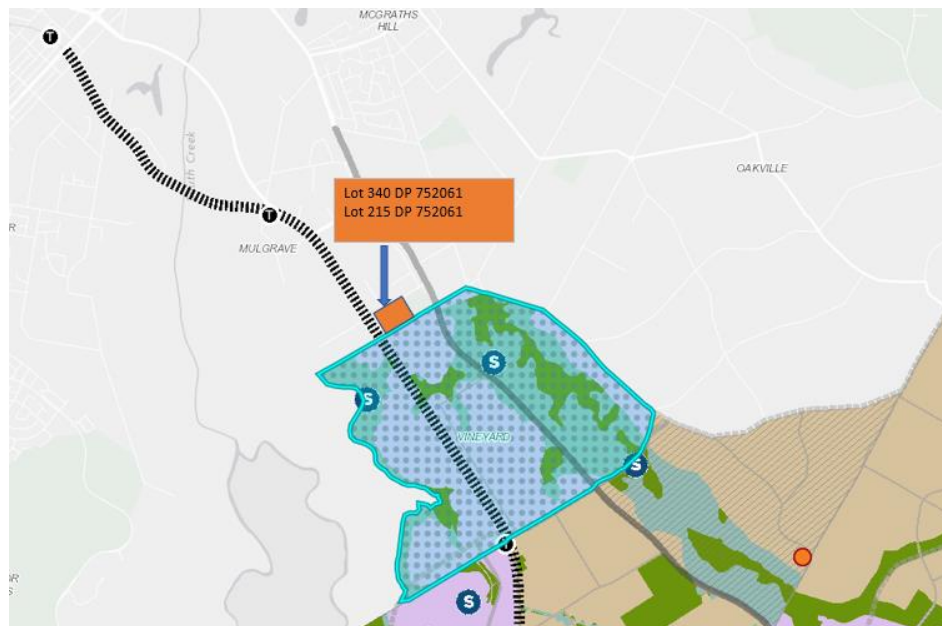 MCGRATHS
HILL
T
OAKVILLE
Lot 340 DP 752061
Lot 215 DP 752061
T
MULGRAVE
S
S
VINEYARD
S
T
S